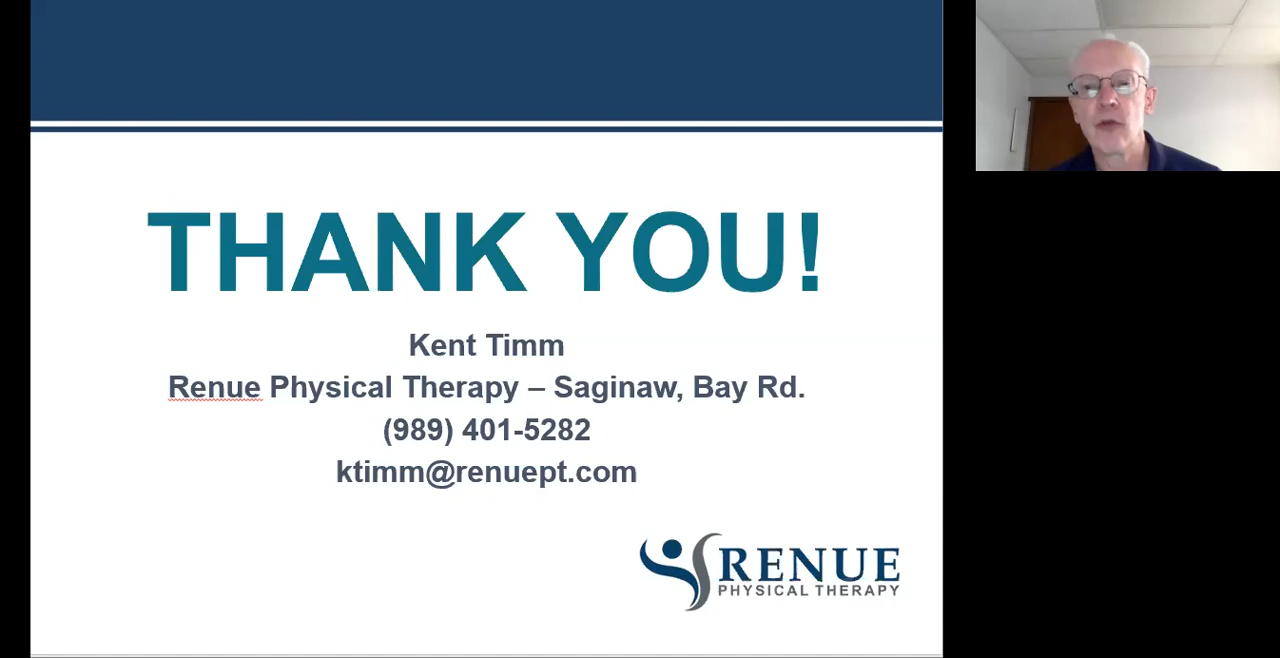 THANK YOU!
Kent Timm
Renue Physical Therapy – Saginaw, Bay Rd.
(989) 401-5282
ktimm@renuept.com
RENUE
PHYSICAL THERAPY